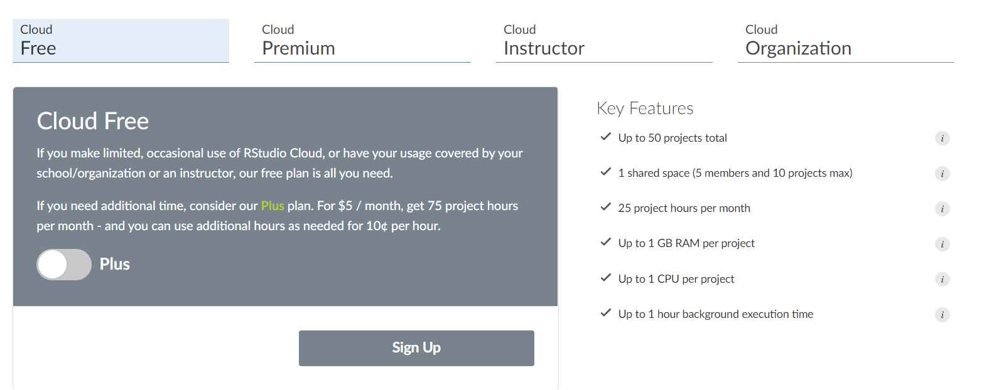 Cloud
Free
Cloud
Premium
Cloud
Instructor
Cloud
Organization
Cloud Free
If you make limited, occasional use of RStudio Cloud, or have your usage covered by your
school/organization or an instructor, our free plan is all you need.
If you need additional time, consider our Plus plan. For $5 / month, get 75 project hours
per month - and you can use additional hours as needed for 10¢ per hour.
Plus
Sign Up
Key Features
Up to 50 projects total
i
1 shared space (5 members and 10 projects max)
i
25 project hours per month
i
Up to 1 GB RAM per project
i
Up to 1 CPU per project
i
Up to 1 hour background execution time
i